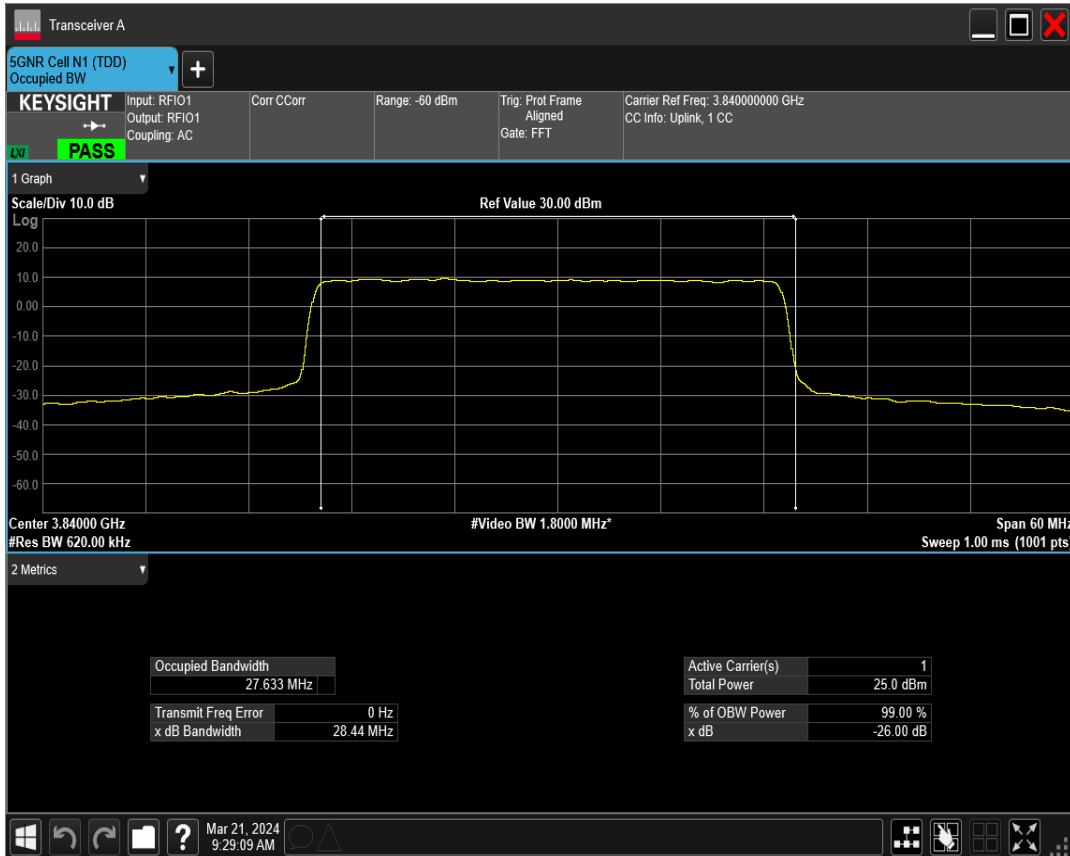 Transceiver A
5GNR Cell N1 (TDD)
Occupied BW
+
KEYSIGHT
LXI
PASS
Input: RFIO1
Output: RFIO1
Coupling: AC
Corr CCorr
Range: -60 dBm
Trig: Prot Frame
Aligned
Gate: FFT
Carrier Ref Freq: 3.840000000 GHz
CC Info: Uplink, 1 CC
1 Graph
Scale/Div 10.0 dB
Ref Value 30.00 dBm
Log
20.0
10.0
0.00
-10.0
-20.0
-30.0
-40.0
-50.0
-60.0
Center 3.84000 GHz
#Video BW 1.8000 MHz*
Span 60 MHz
#Res BW 620.00 kHz
Sweep 1.00 ms (1001 pts)
2 Metrics
Occupied Bandwidth
27.633 MHz
Transmit Freq Error 0 Hz
x dB Bandwidth 28.44 MHz
Active Carrier(s) 1
Total Power 25.0 dBm
% of OBW Power 99.00 %
x dB -26.00 dB
?
Mar 21, 2024
9:29:09 AM